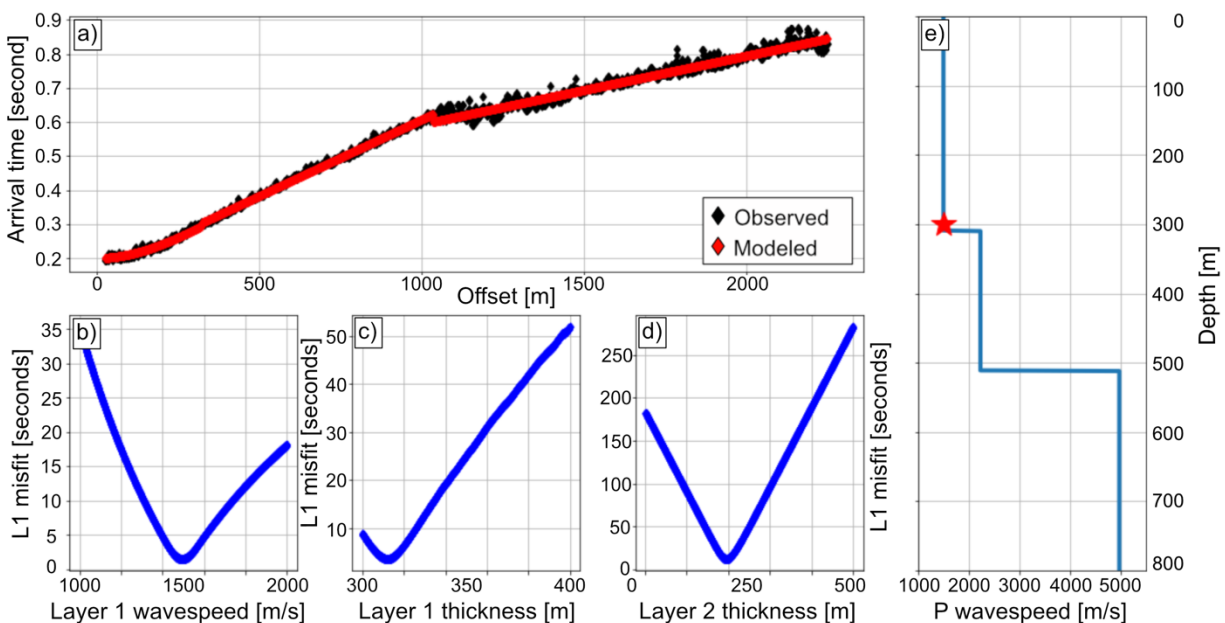 a)
Arrival time [second]
0.9
0.8
0.7
0.6
0.5
0.4
0.3
0.2
Observed
Modeled
0 500 1000 1500 2000
Offset [m]
b)
L1 misfit [seconds]
35
30
25
20
15
10
5
0
1000 1500 2000
Layer 1 wavespeed [m/s]
c)
L1 misfit [seconds]
50
40
30
20
10
300 350 400
Layer 1 thickness [m]
d)
250
200
150
100
50
0
0 250 500
Layer 2 thickness [m]
L1 misfit [seconds]
e)
0
100
200
300
400
500
600
700
800
Depth [m]
1000 2000 3000 4000 5000
P wavespeed [m/s]